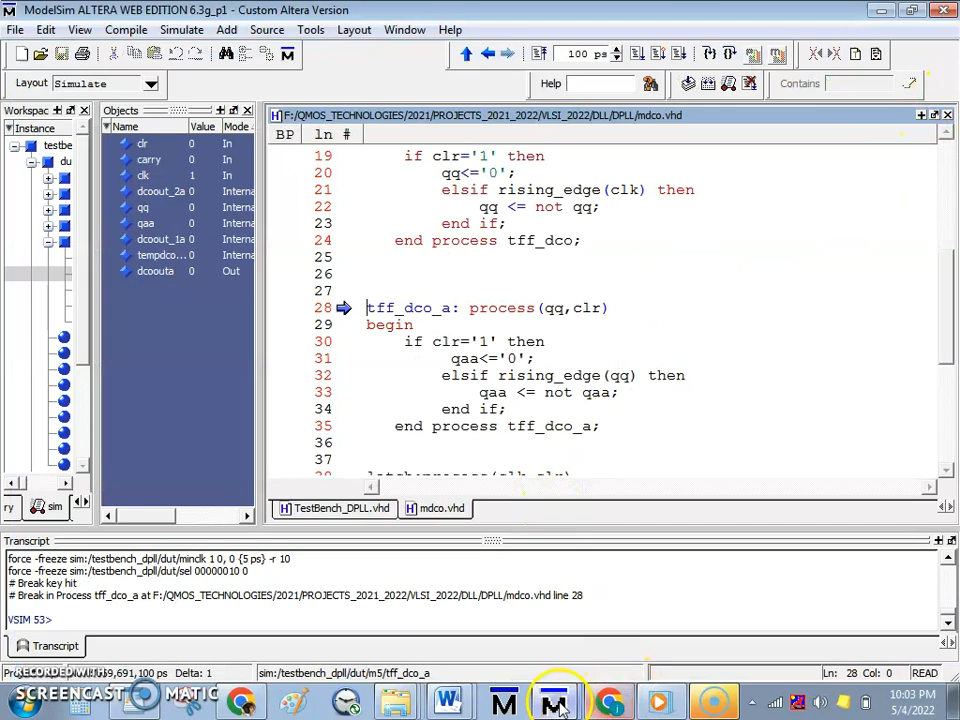 ModelSim ALTERA WEB EDITION 6.3g_p1 - Custom Altera Version
File Edit View Compile Simulate Add Source Tools Layout Window Help
100 ps
Layout Simulate Help Contains
Workspac Objects F:/QMOS_TECHNOLOGIES/2021/PROJECTS_2021_2022/VLSI_2022/DLL/DPLL/mdco.vhd
Instance Name Value Mode BP ln #
testbe
du
clr 0 In
carry 0 In
clk 1 In
dcoout_2a 0 Interna
qq 0 Interna
qaa 0 Interna
dcoout_1a 0 Interna
tempdco... 0 Interna
dcoouta 0 Out
19 if clr='1' then
20 qq<='0';
21 elsif rising_edge(clk) then
22 qq <= not qq;
23 end if;
24 end process tff_dco;
25
26
27
28 tff_dco_a: process(qq,clr)
29 begin
30 if clr='1' then
31 qaa<='0';
32 elsif rising_edge(qq) then
33 qaa <= not qaa;
34 end if;
35 end process tff_dco_a;
36
37
ry sim
TestBench_DPLL.vhd mdco.vhd
Transcript
force -freeze sim:/testbench_dpll/dut/minclk 1 0, 0 {5 ps} -r 10
force -freeze sim:/testbench_dpll/dut/sel 00000010 0
# Break key hit
# Break in Process tff_dco_a at F:/QMOS_TECHNOLOGIES/2021/PROJECTS_2021_2022/VLSI_2022/DLL/DPLL/mdco.vhd line 28
VSIM 53>
Transcript
RECORDED WITH
9,691,100 ps Delta: 1 sim:/testbench_dpll/dut/m5/tff_dco_a Ln: 28 Col: 0 READ
SCREENCAST MATIC
10:03 PM
5/4/2022